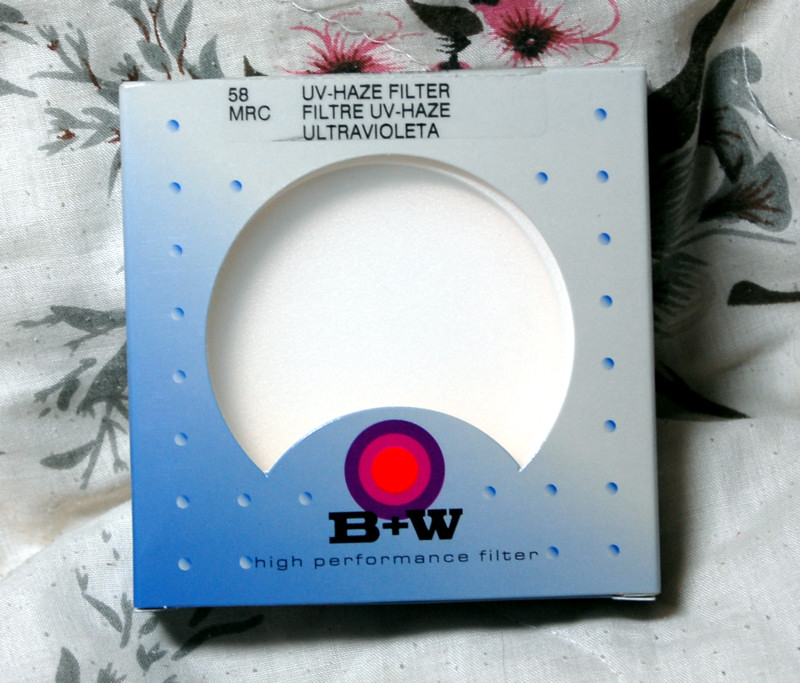 58 UV-HAZE FILTER
MRC FILTRE UV-HAZE
ULTRAVIOLETA
B+W
high performance filter